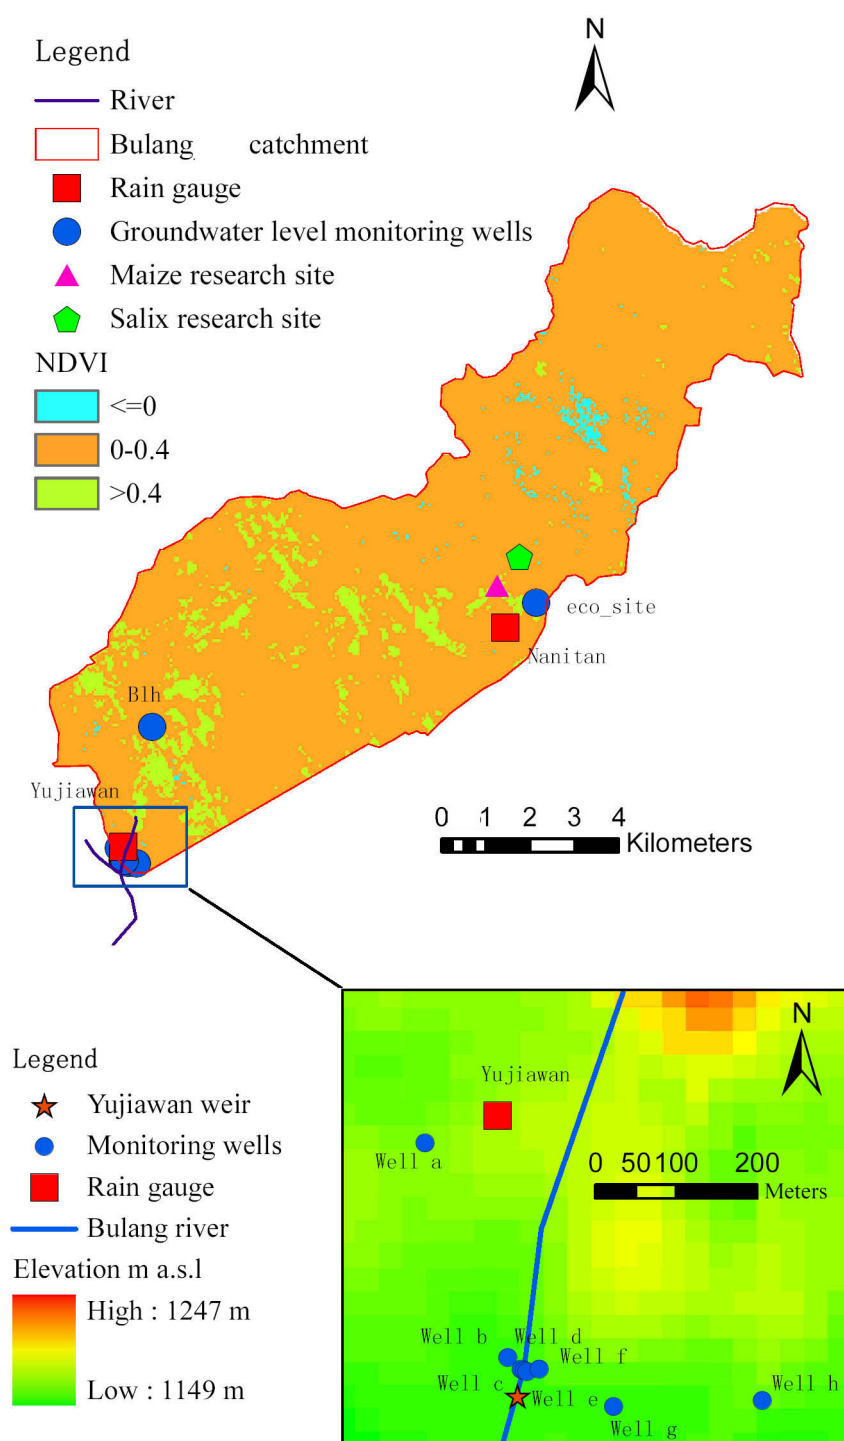 N
Legend
River
Bulang catchment
Rain gauge
Groundwater level monitoring wells
Maize research site
Salix research site
NDVI
<=0
0-0.4
>0.4
eco_site
Nanitan
Blh
Yujiawan
0 1 2 3 4
Kilometers
Legend
Yujiawan weir
Monitoring wells
Rain gauge
Bulang river
Elevation m a.s.l
High : 1247 m
Low : 1149 m
N
Yujiawan
Well a
0 50 100 200
Meters
Well b Well d
Well f
Well c
Well e
Well h
Well g